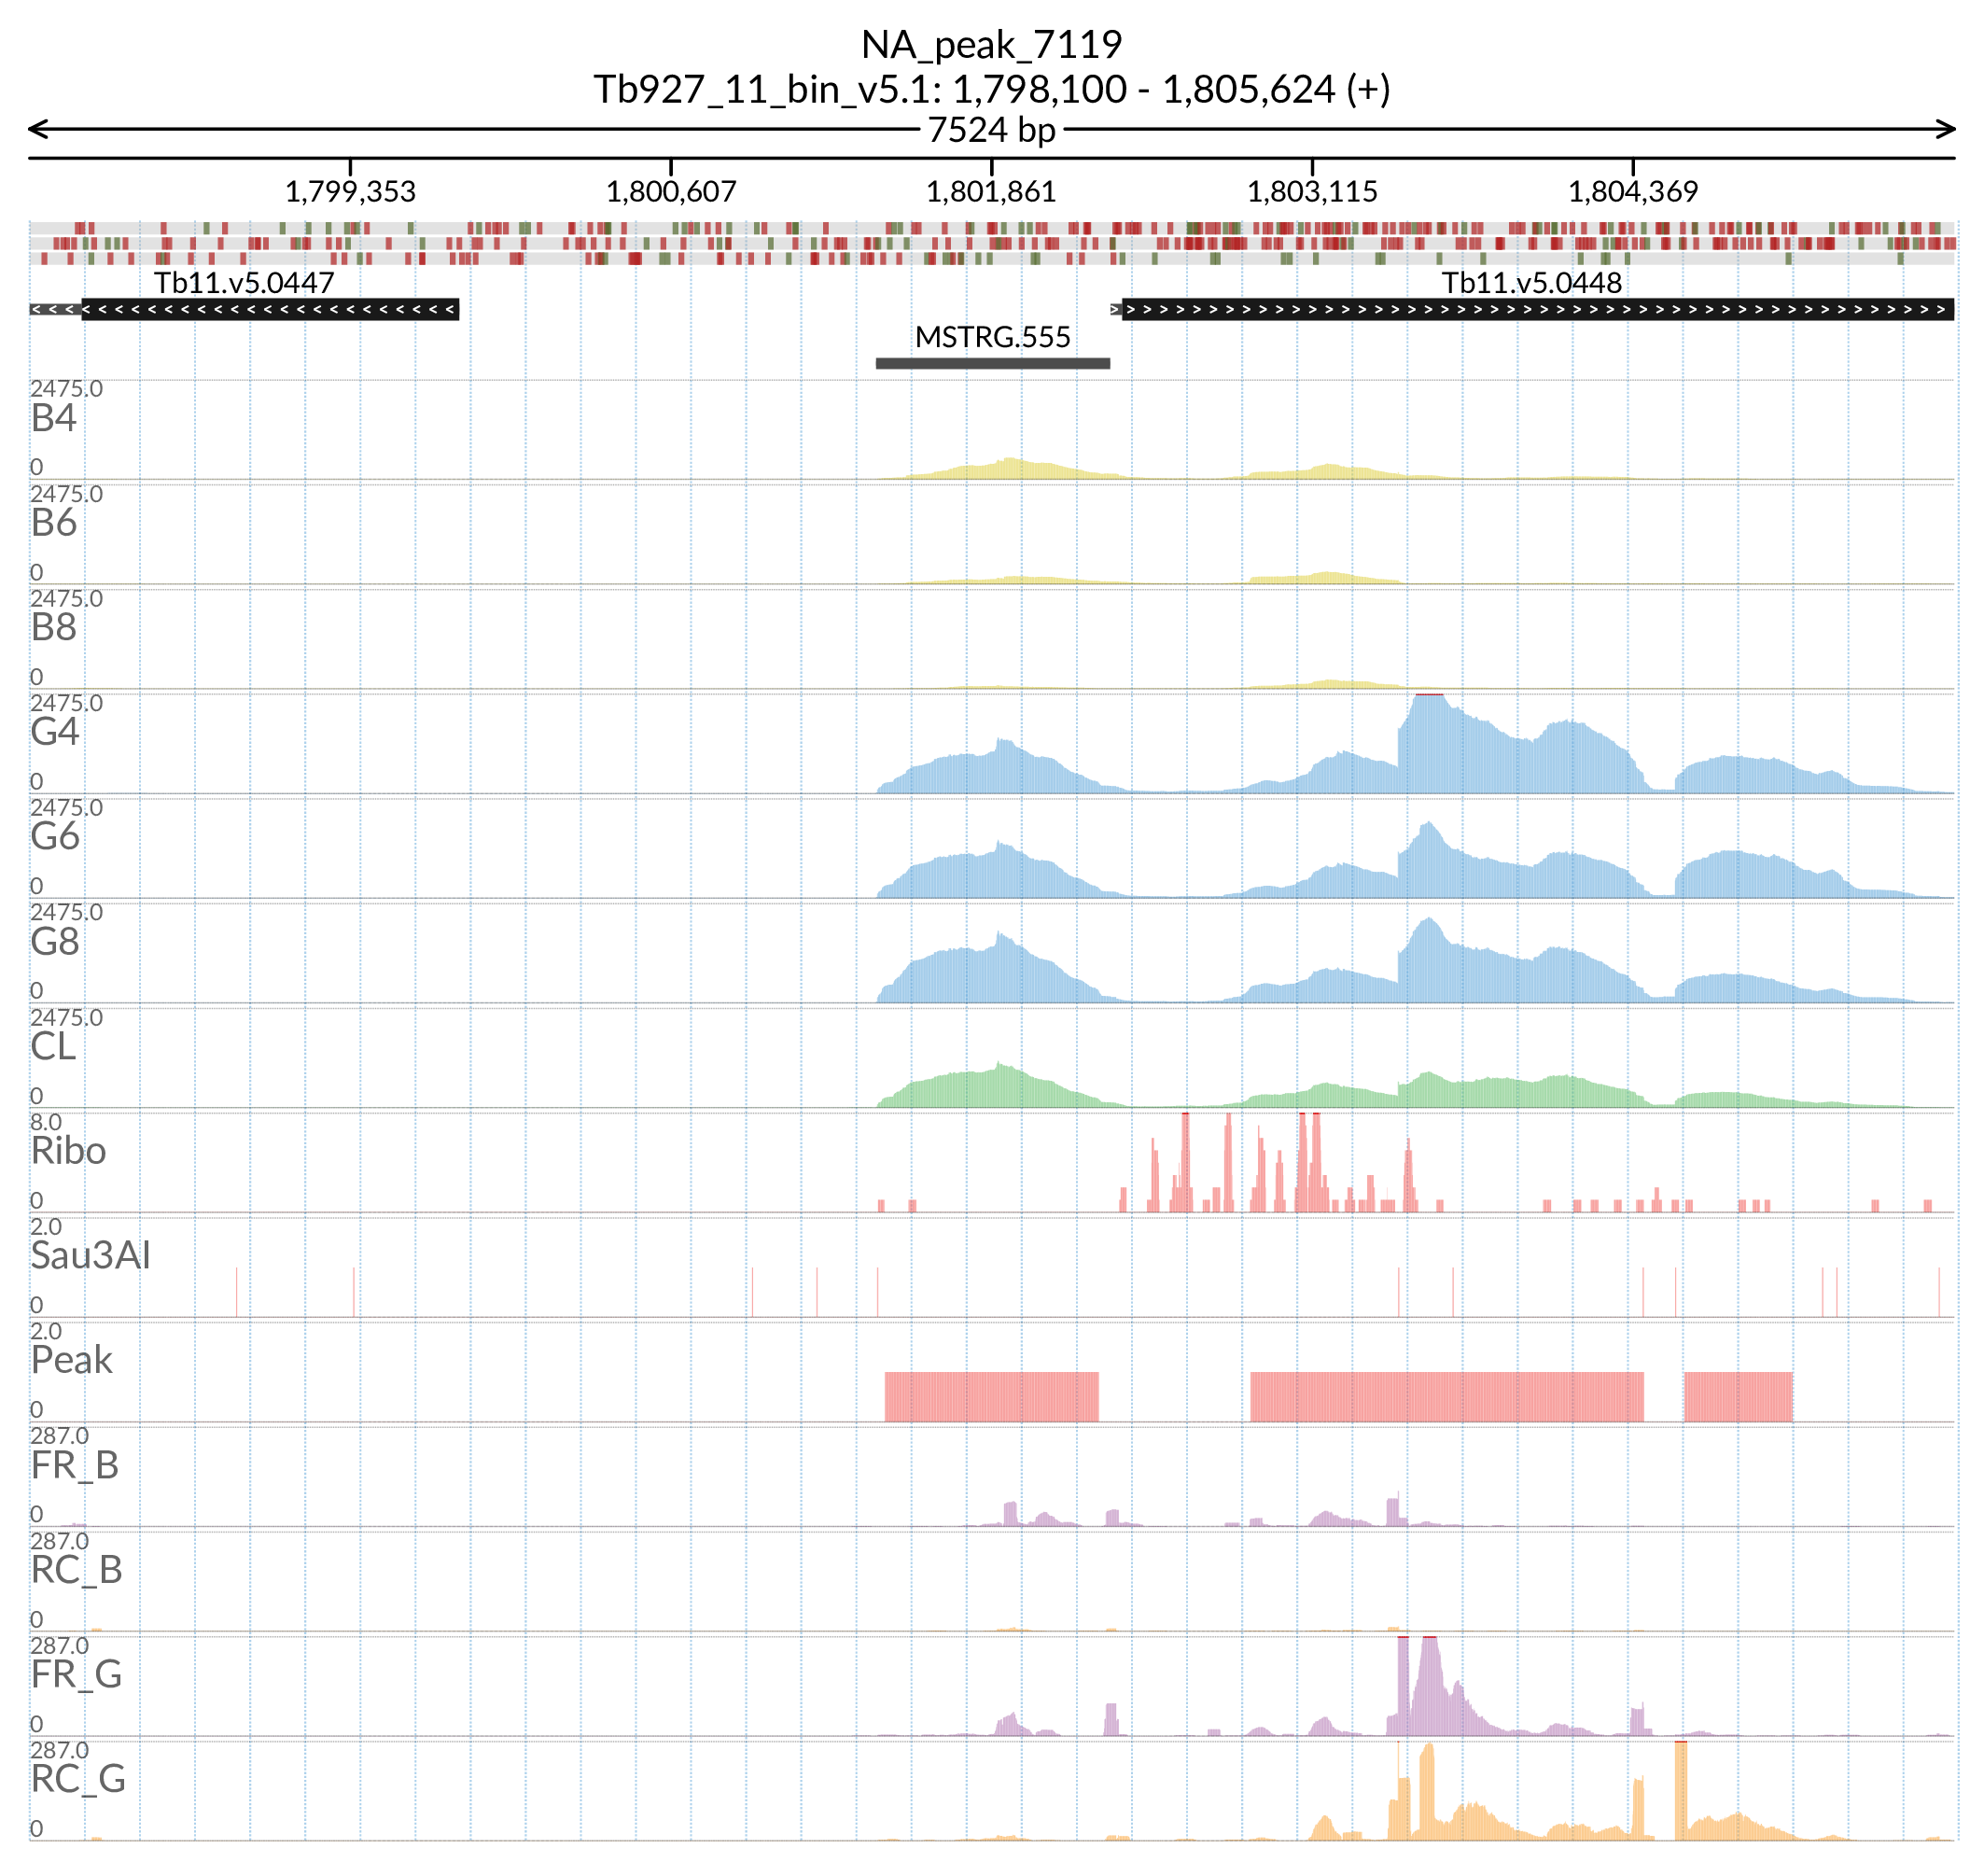 NA_peak_7119
Tb927_11_bin_v5.1: 1,798,100 - 1,805,624 (+)
7524 bp
1,799,353 1,800,607 1,801,861 1,803,115 1,804,369
Tb11.v5.0447 Tb11.v5.0448
MSTRG.555
2475.0
B4
0
2475.0
B6
0
2475.0
B8
0
2475.0
G4
0
2475.0
G6
0
2475.0
G8
0
2475.0
CL
0
8.0
Ribo
0
2.0
Sau3AI
0
2.0
Peak
0
287.0
FR_B
0
287.0
RC_B
0
287.0
FR_G
0
287.0
RC_G
0